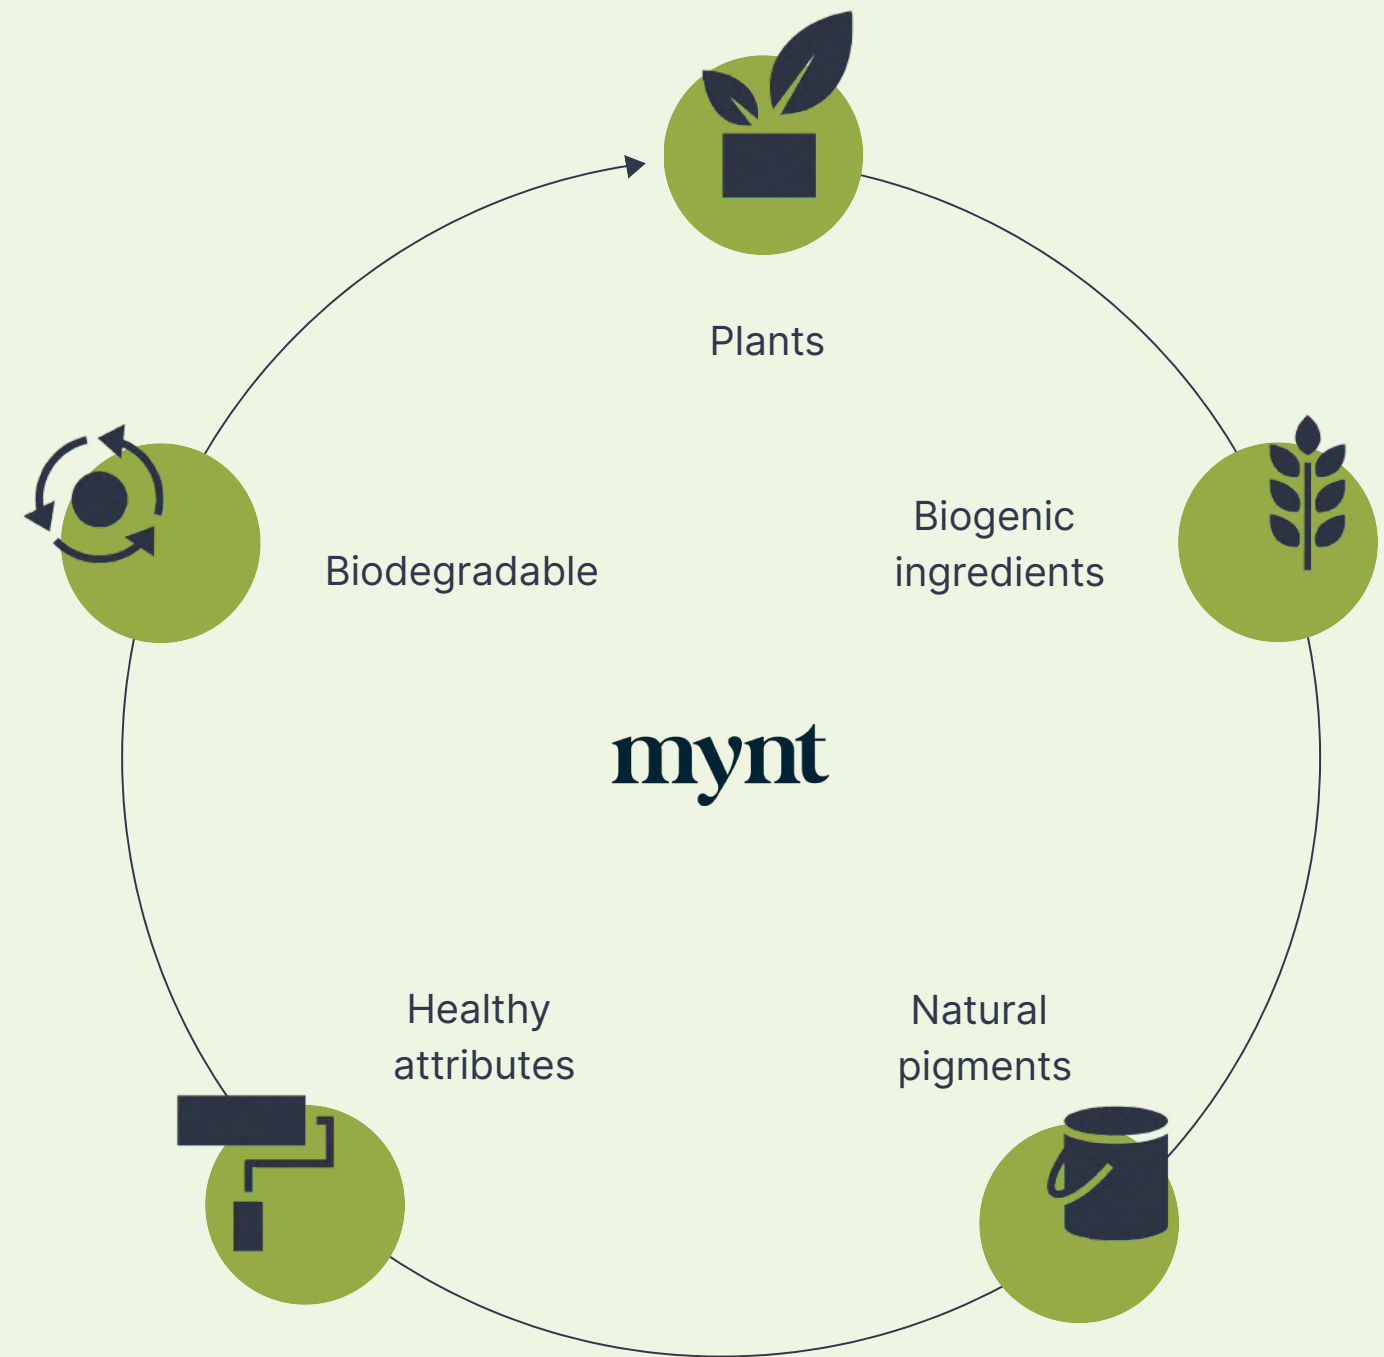 Plants
Biogenic
ingredients
Biodegradable
mynt
Healthy
attributes
Natural
pigments